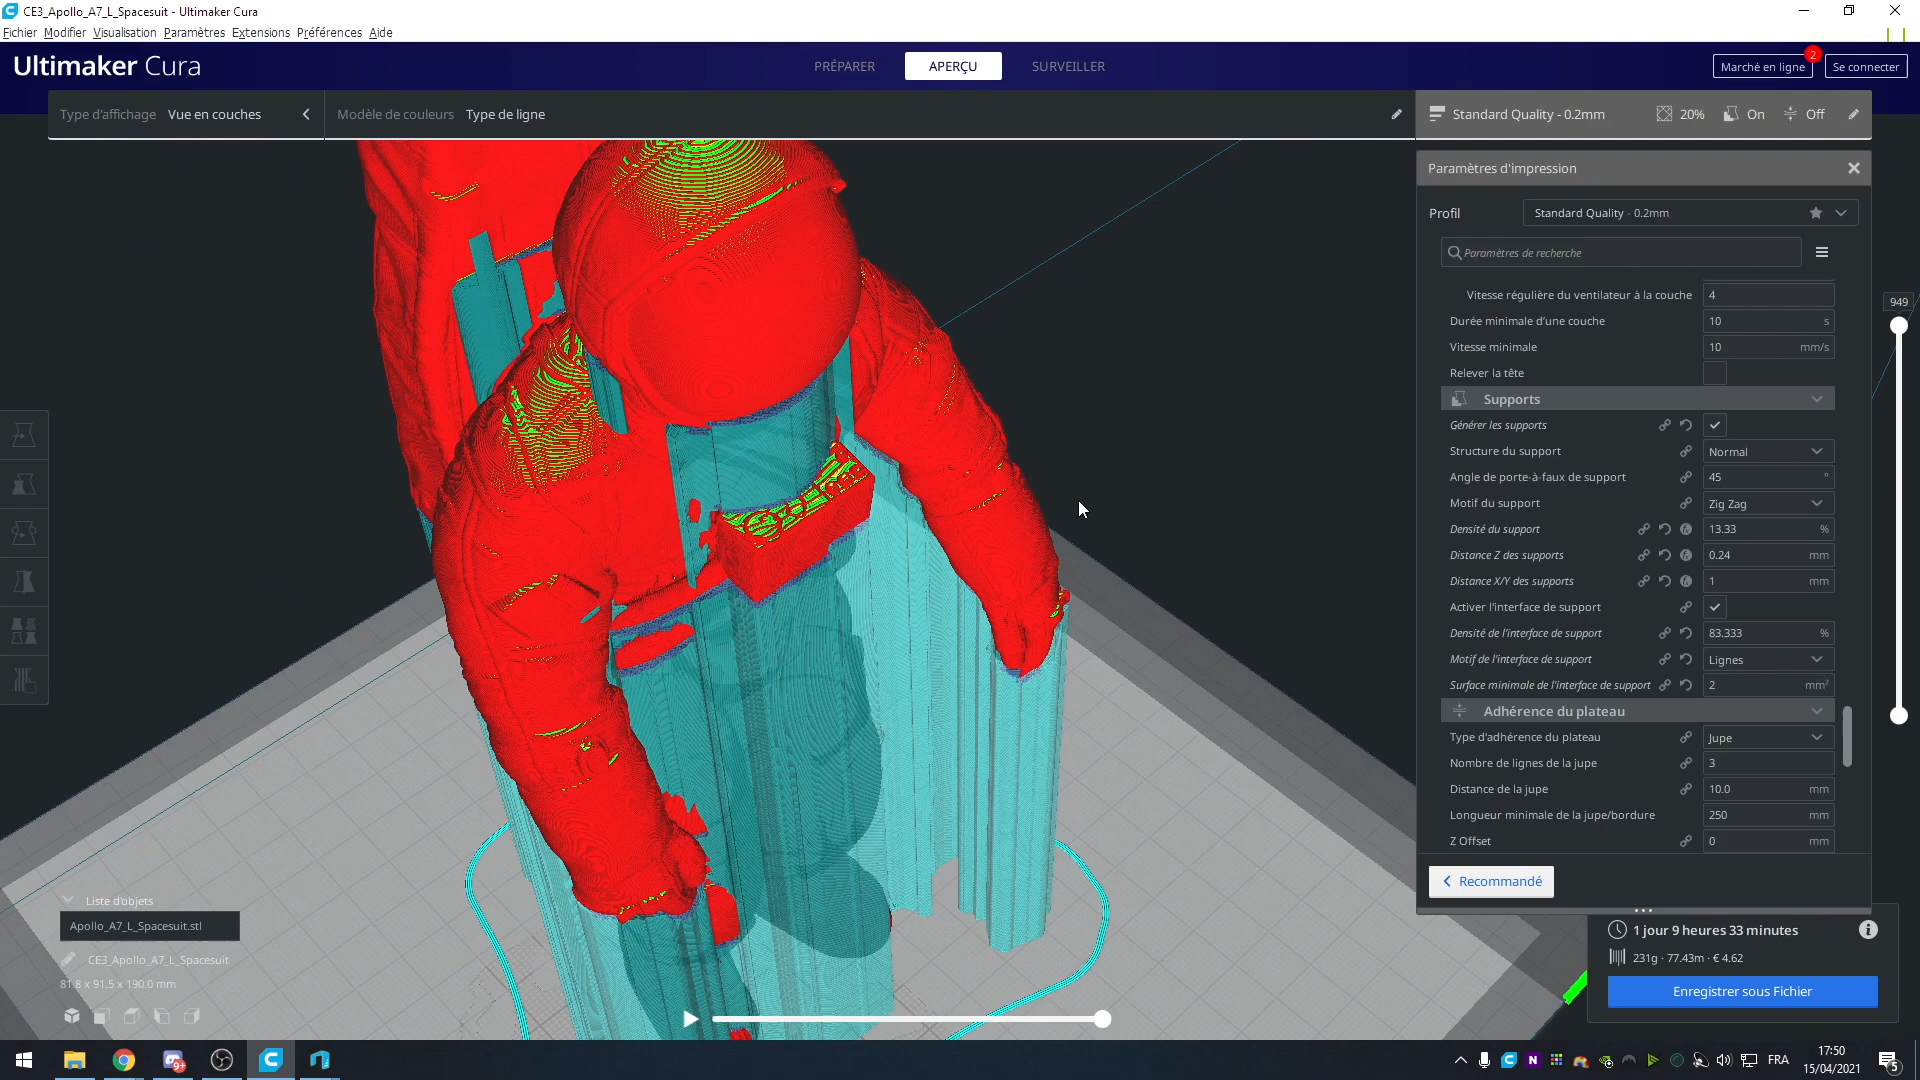 CE3_Apollo_A7_L_Spacesuit - Ultimaker Cura
Fichier Modifier Visualisation Paramètres Extensions Préférences Aide
Ultimaker Cura
PRÉPARER
APERÇU
SURVEILLER
Marché en ligne
2
Se connecter
Type d'affichage Vue en couches
Modèle de couleurs Type de ligne
Standard Quality - 0.2mm
20%
On
Off
Paramètres d'impression
Profil
Standard Quality - 0.2mm
Paramètres de recherche
Vitesse régulière du ventilateur à la couche 4
Durée minimale d'une couche 10 s
Vitesse minimale 10 mm/s
Relever la tête
Supports
Générer les supports
Structure du support Normal
Angle de porte-à-faux de support 45 °
Motif du support Zig Zag
Densité du support 13.33 %
Distance Z des supports 0.24 mm
Distance X/Y des supports 1 mm
Activer l'interface de support
Densité de l'interface de support 83.333 %
Motif de l'interface de support Lignes
Surface minimale de l'interface de support 2 mm²
Adhérence du plateau
Type d'adhérence du plateau Jupe
Nombre de lignes de la jupe 3
Distance de la jupe 10.0 mm
Longueur minimale de la jupe/bordure 250 mm
Z Offset 0 mm
Recommandé
949
Liste d'objets
Apollo_A7_L_Spacesuit.stl
CE3_Apollo_A7_L_Spacesuit
81.8 x 91.5 x 190.0 mm
1 jour 9 heures 33 minutes
231g · 77.43m · € 4.62
Enregistrer sous Fichier
9+
FRA
17:50
15/04/2021
5